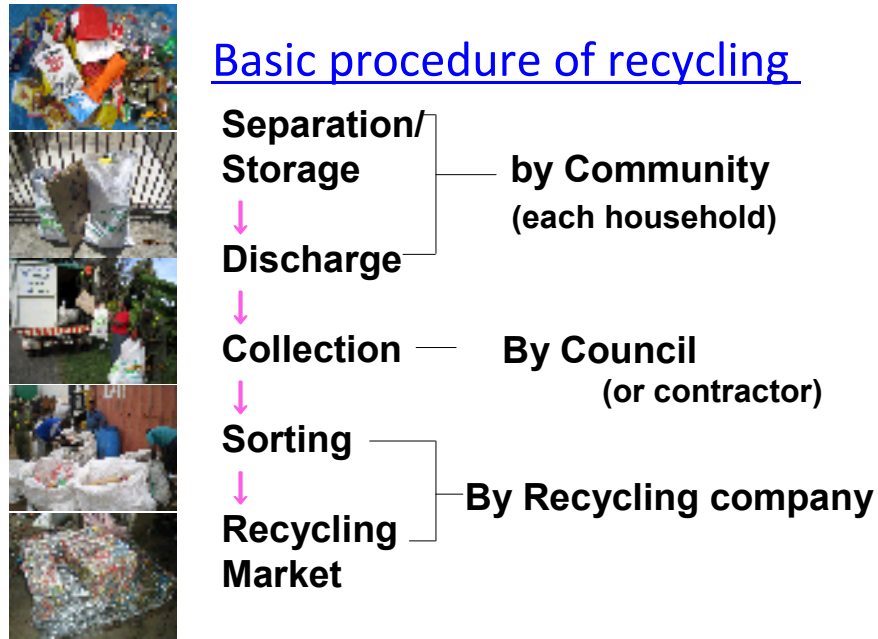 Basic procedure of recycling
Separation/
Storage
by Community
(each household)
↓
Discharge
↓
Collection
By Council
(or contractor)
↓
Sorting
↓
By Recycling company
Recycling
Market